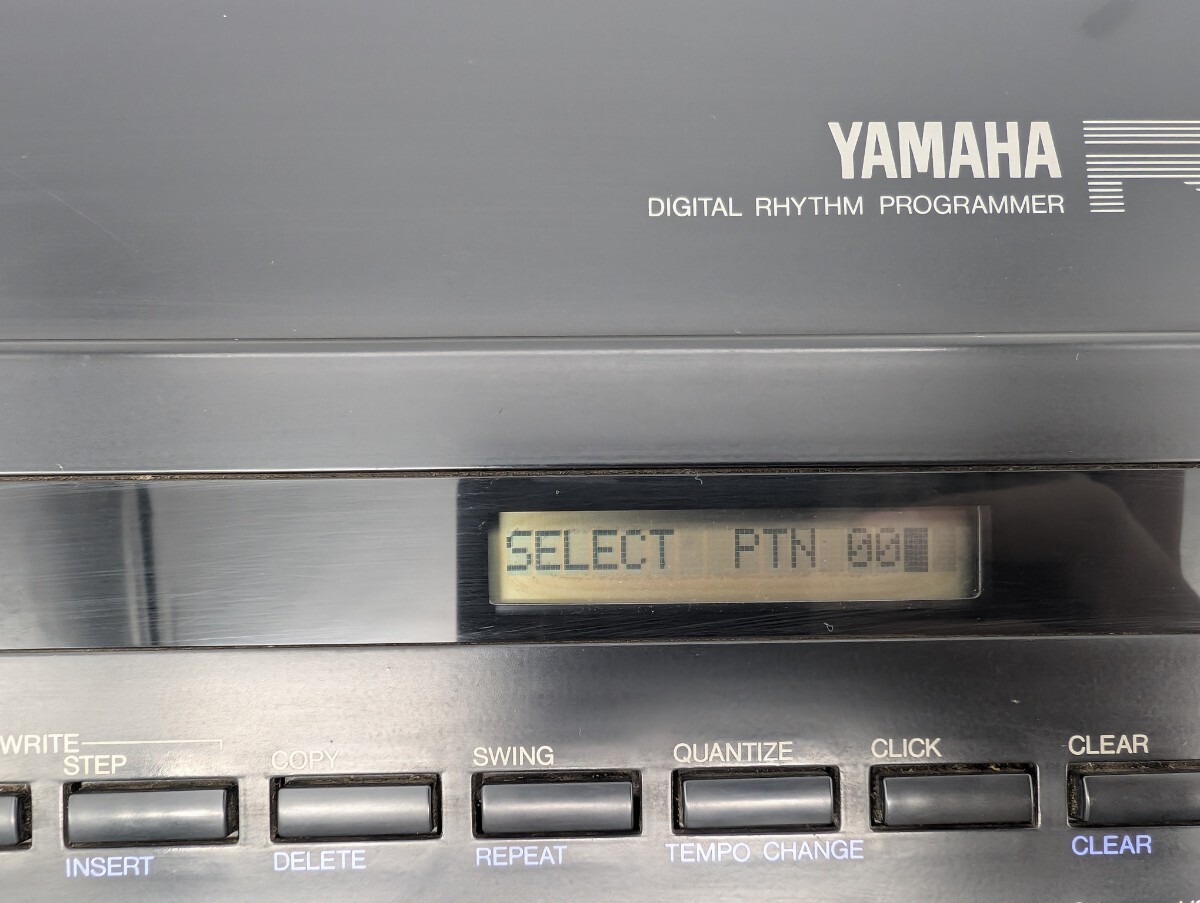 YAMAHA
DIGITAL RHYTHM PROGRAMMER
SELECT PTN 00
WRITE
STEP COPY SWING QUANTIZE CLICK CLEAR
INSERT DELETE REPEAT TEMPO CHANGE CLEAR